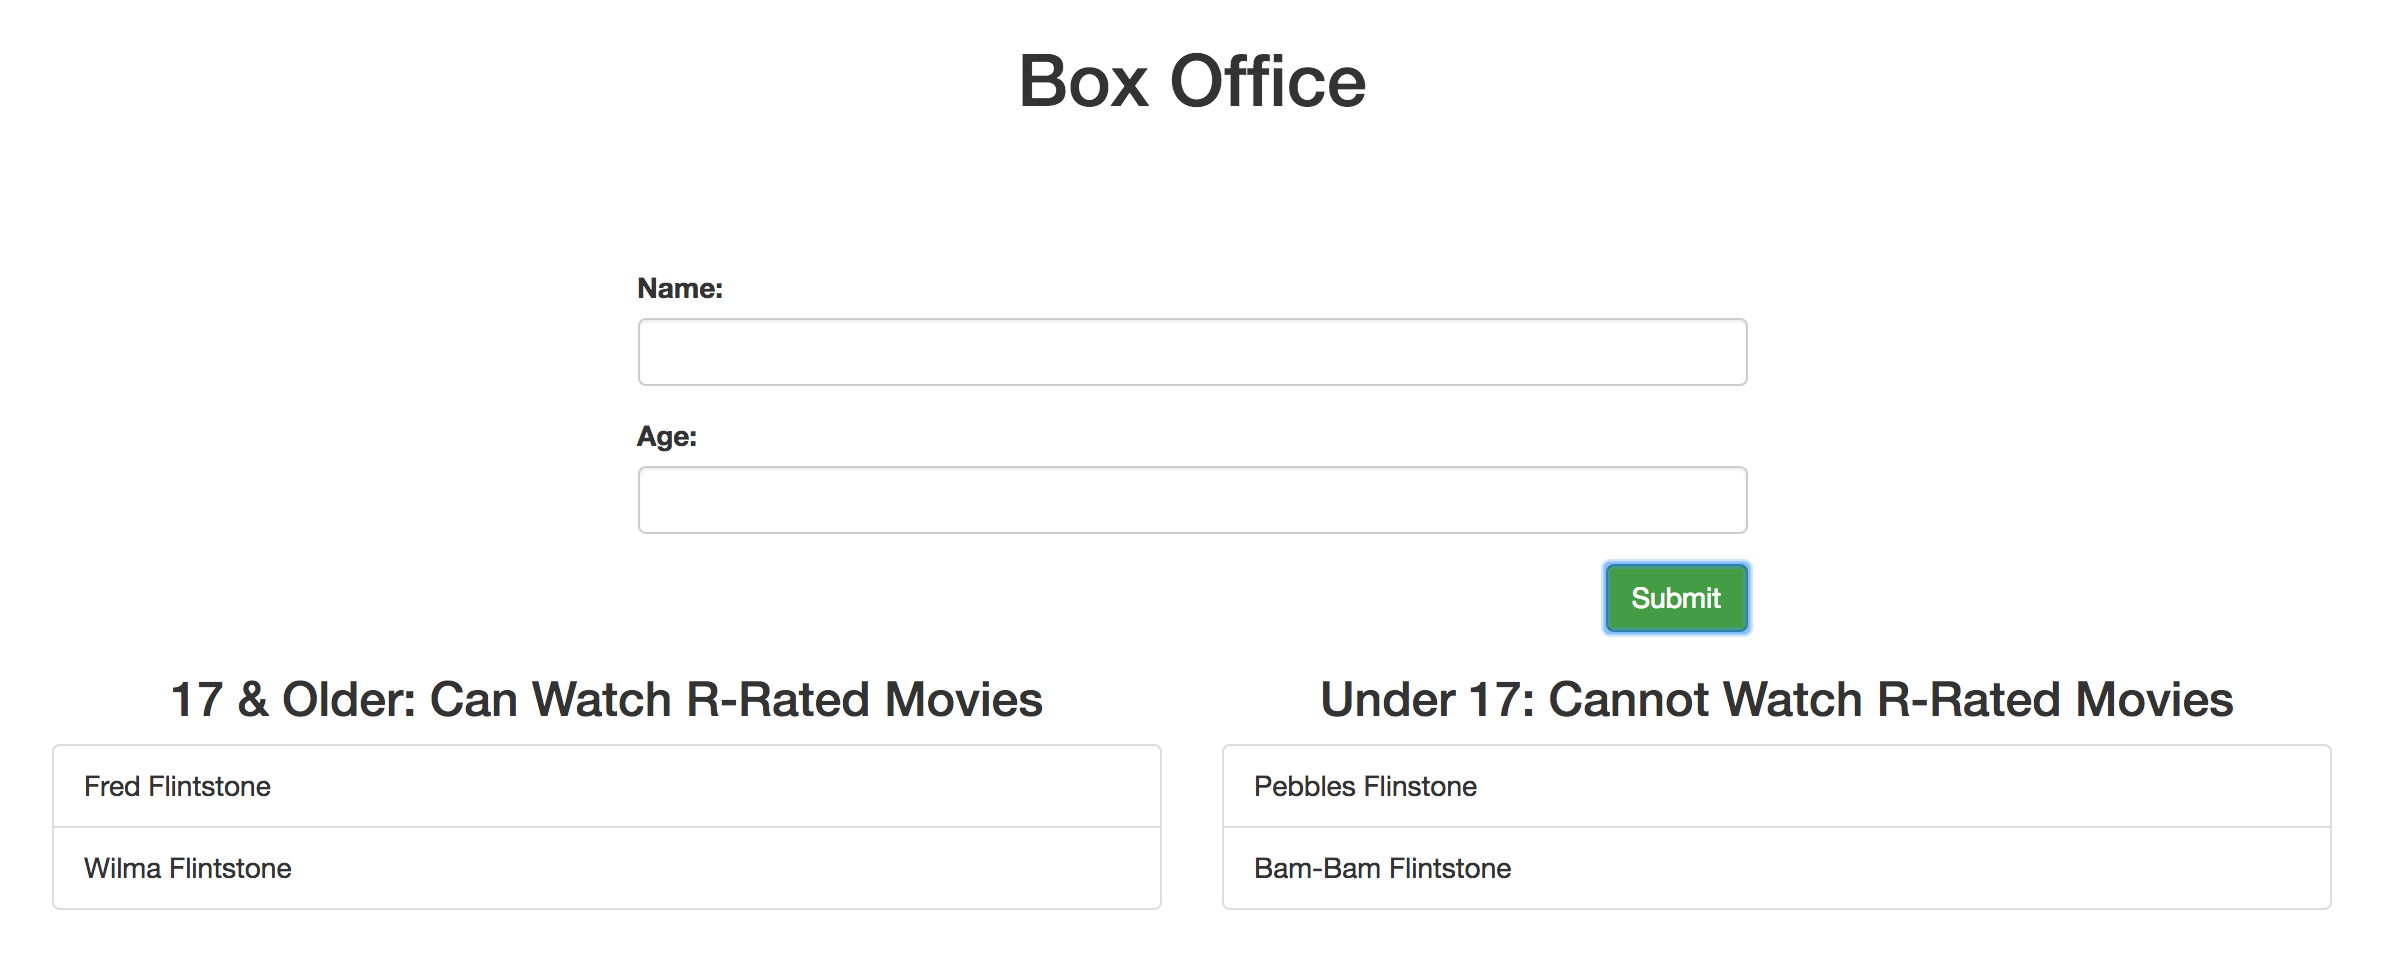 Box Office
Name:
Age:
Submit
17 & Older: Can Watch R-Rated Movies
Fred Flintstone
Wilma Flintstone
Under 17: Cannot Watch R-Rated Movies
Pebbles Flinstone
Bam-Bam Flintstone